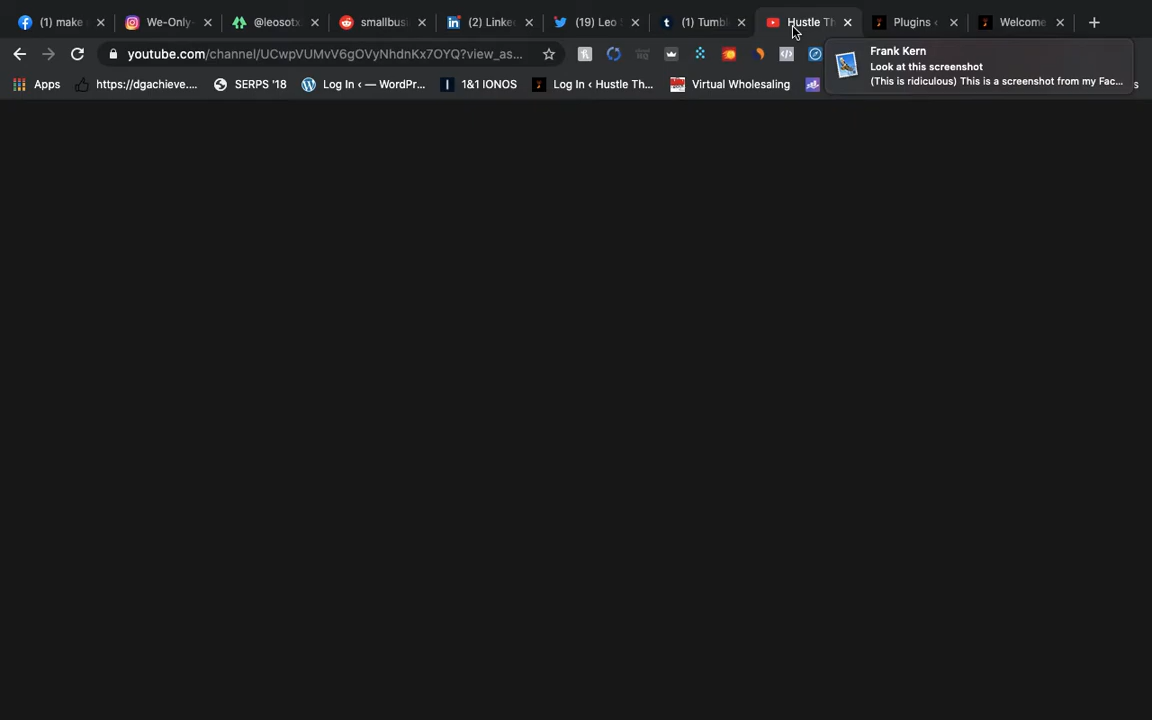 (1) make
We-Only-
@leosotx
smallbusi
(2) Linke
(19) Leo
(1) Tumbl
Hustle Th
Plugins ‹
Welcome
youtube.com/channel/UCwpVUMvV6gOVyNhdnKx7OYQ?view_as...
Frank Kern
Look at this screenshot
(This is ridiculous) This is a screenshot from my Fac...
Apps
https://dgachieve....
SERPS '18
Log In ‹ — WordPr...
1&1 IONOS
Log In ‹ Hustle Th...
Virtual Wholesaling